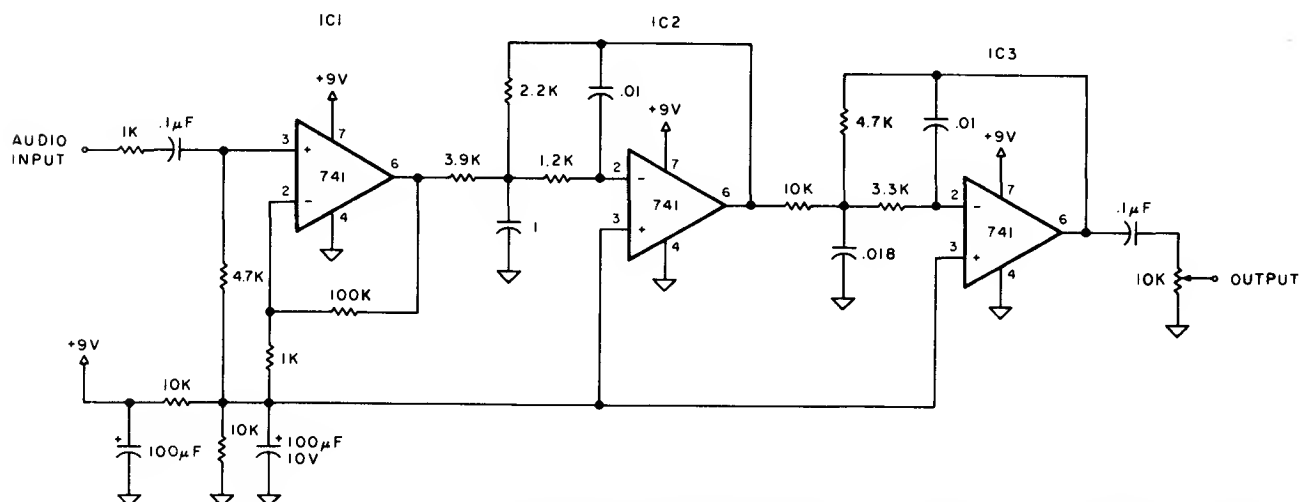 IC1
IC2
IC3
AUDIO INPUT
1K
.1µF
3
+
2
−
741
+9V
7
6
4
4.7K
100K
1K
+9V
10K
+
100µF
10K
+
100µF
10V
3.9K
2.2K
.01
1.2K
1
2
−
3
+
741
+9V
7
6
4
10K
4.7K
.01
3.3K
.018
2
−
3
+
741
+9V
7
6
4
.1µF
10K
OUTPUT